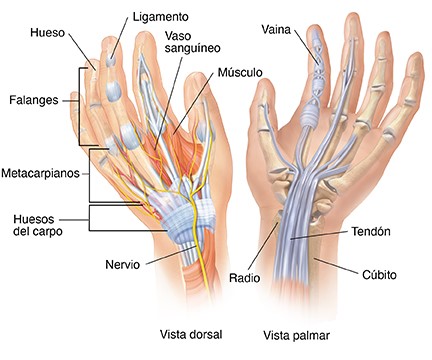 Ligamento
Hueso
Vaso
sanguíneo
Músculo
Falanges
Metacarpianos
Huesos
del carpo
Nervio
Vista dorsal
Vaina
Tendón
Radio
Cúbito
Vista palmar